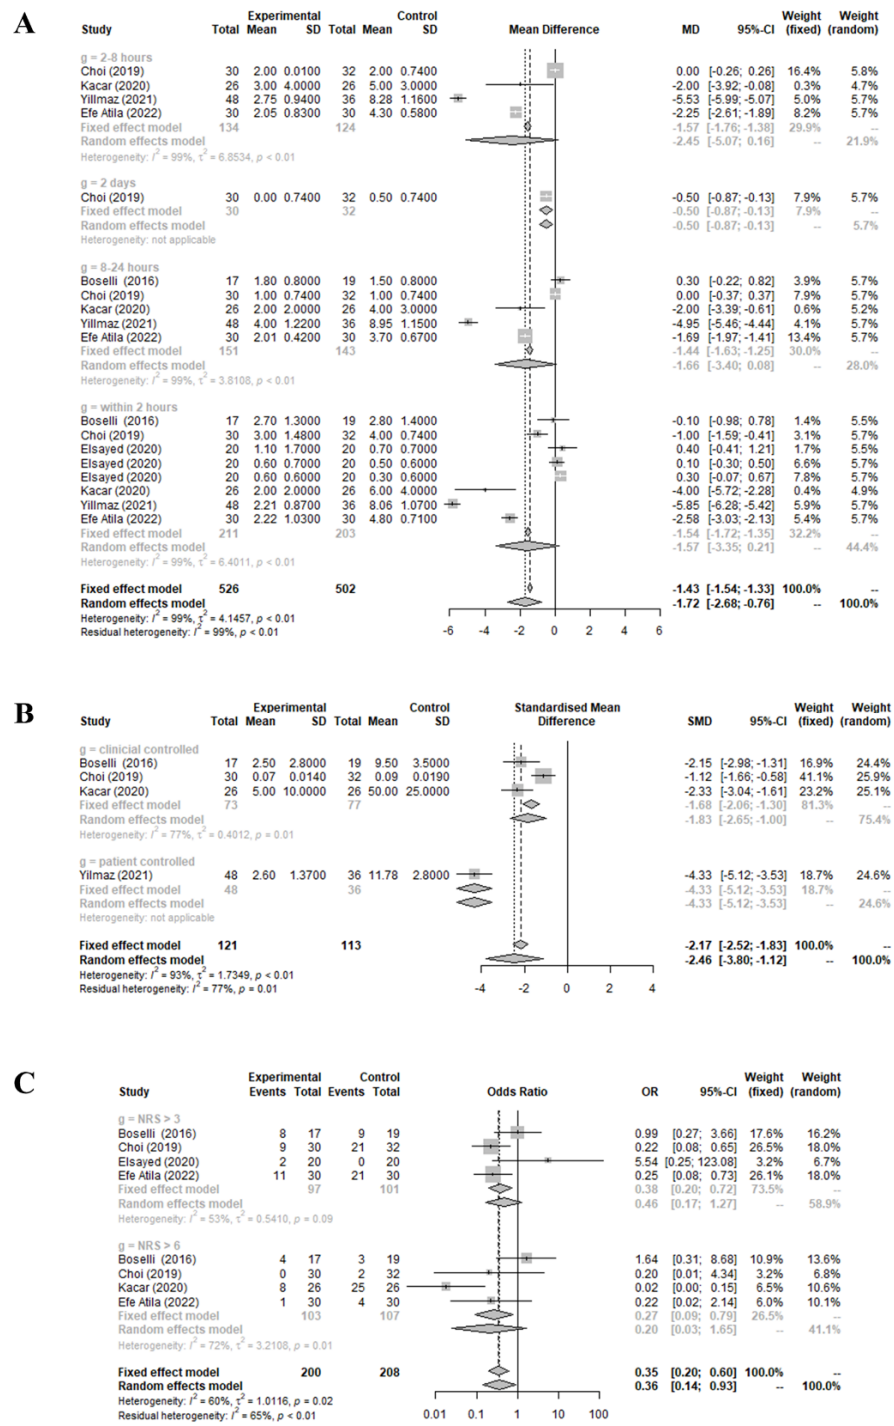 A
Experimental Control Weight Weight
Study Total Mean SD Total Mean SD Mean Difference MD 95%-CI (fixed) (random)
g = 2-8 hours
Choi (2019) 30 2.00 0.0100 32 2.00 0.7400 0.00 [-0.26; 0.26] 16.4% 5.8%
Kacar (2020) 26 3.00 4.0000 26 5.00 3.0000 -2.00 [-3.92; -0.08] 0.3% 4.7%
Yillmaz (2021) 48 2.75 0.9400 36 8.28 1.1600 -5.53 [-5.99; -5.07] 5.0% 5.7%
Efe Atila (2022) 30 2.05 0.8300 30 4.30 0.5800 -2.25 [-2.61; -1.89] 8.2% 5.7%
Fixed effect model 134 124 -1.57 [-1.76; -1.38] 29.9% --
Random effects model -2.45 [-5.07; 0.16] -- 21.9%
Heterogeneity: I² = 99%, τ² = 6.8534, p < 0.01
g = 2 days
Choi (2019) 30 0.00 0.7400 32 0.50 0.7400 -0.50 [-0.87; -0.13] 7.9% 5.7%
Fixed effect model 30 32 -0.50 [-0.87; -0.13] 7.9% --
Random effects model -0.50 [-0.87; -0.13] -- 5.7%
Heterogeneity: not applicable
g = 8-24 hours
Boselli (2016) 17 1.80 0.8000 19 1.50 0.8000 0.30 [-0.22; 0.82] 3.9% 5.7%
Choi (2019) 30 1.00 0.7400 32 1.00 0.7400 0.00 [-0.37; 0.37] 7.9% 5.7%
Kacar (2020) 26 2.00 2.0000 26 4.00 3.0000 -2.00 [-3.39; -0.61] 0.6% 5.2%
Yillmaz (2021) 48 4.00 1.2200 36 8.95 1.1500 -4.95 [-5.46; -4.44] 4.1% 5.7%
Efe Atila (2022) 30 2.01 0.4200 30 3.70 0.6700 -1.69 [-1.97; -1.41] 13.4% 5.7%
Fixed effect model 151 143 -1.44 [-1.63; -1.25] 30.0% --
Random effects model -1.66 [-3.40; 0.08] -- 28.0%
Heterogeneity: I² = 99%, τ² = 3.8108, p < 0.01
g = within 2 hours
Boselli (2016) 17 2.70 1.3000 19 2.80 1.4000 -0.10 [-0.98; 0.78] 1.4% 5.5%
Choi (2019) 30 3.00 1.4800 32 4.00 0.7400 -1.00 [-1.59; -0.41] 3.1% 5.7%
Elsayed (2020) 20 1.10 1.7000 20 0.70 0.7000 0.40 [-0.41; 1.21] 1.7% 5.5%
Elsayed (2020) 20 0.60 0.7000 20 0.50 0.6000 0.10 [-0.30; 0.50] 6.6% 5.7%
Elsayed (2020) 20 0.60 0.6000 20 0.30 0.6000 0.30 [-0.07; 0.67] 7.8% 5.7%
Kacar (2020) 26 2.00 2.0000 26 6.00 4.0000 -4.00 [-5.72; -2.28] 0.4% 4.9%
Yillmaz (2021) 48 2.21 0.8700 36 8.06 1.0700 -5.85 [-6.28; -5.42] 5.9% 5.7%
Efe Atila (2022) 30 2.22 1.0300 30 4.80 0.7100 -2.58 [-3.03; -2.13] 5.4% 5.7%
Fixed effect model 211 203 -1.54 [-1.72; -1.35] 32.2% --
Random effects model -1.57 [-3.35; 0.21] -- 44.4%
Heterogeneity: I² = 99%, τ² = 6.4011, p < 0.01
Fixed effect model 526 502 -1.43 [-1.54; -1.33] 100.0% --
Random effects model -1.72 [-2.68; -0.76] -- 100.0%
Heterogeneity: I² = 99%, τ² = 4.1457, p < 0.01
Residual heterogeneity: I² = 99%, p < 0.01
-6 -4 -2 0 2 4 6
B
Experimental Control Standardised Mean Weight Weight
Study Total Mean SD Total Mean SD Difference SMD 95%-CI (fixed) (random)
g = clinicial controlled
Boselli (2016) 17 2.50 2.8000 19 9.50 3.5000 -2.15 [-2.98; -1.31] 16.9% 24.4%
Choi (2019) 30 0.07 0.0140 32 0.09 0.0190 -1.12 [-1.66; -0.58] 41.1% 25.9%
Kacar (2020) 26 5.00 10.0000 26 50.00 25.0000 -2.33 [-3.04; -1.61] 23.2% 25.1%
Fixed effect model 73 77 -1.68 [-2.06; -1.30] 81.3% --
Random effects model -1.83 [-2.65; -1.00] -- 75.4%
Heterogeneity: I² = 77%, τ² = 0.4012, p = 0.01
g = patient controlled
Yilmaz (2021) 48 2.60 1.3700 36 11.78 2.8000 -4.33 [-5.12; -3.53] 18.7% 24.6%
Fixed effect model 48 36 -4.33 [-5.12; -3.53] 18.7% --
Random effects model -4.33 [-5.12; -3.53] -- 24.6%
Heterogeneity: not applicable
Fixed effect model 121 113 -2.17 [-2.52; -1.83] 100.0% --
Random effects model -2.46 [-3.80; -1.12] -- 100.0%
Heterogeneity: I² = 93%, τ² = 1.7349, p < 0.01
Residual heterogeneity: I² = 77%, p = 0.01
-4 -2 0 2 4
C
Experimental Control Weight Weight
Study Events Total Events Total Odds Ratio OR 95%-CI (fixed) (random)
g = NRS > 3
Boselli (2016) 8 17 9 19 0.99 [0.27; 3.66] 17.6% 16.2%
Choi (2019) 9 30 21 32 0.22 [0.08; 0.65] 26.5% 18.0%
Elsayed (2020) 2 20 0 20 5.54 [0.25; 123.08] 3.2% 6.7%
Efe Atila (2022) 11 30 21 30 0.25 [0.08; 0.73] 26.1% 18.0%
Fixed effect model 97 101 0.38 [0.20; 0.72] 73.5% --
Random effects model 0.46 [0.17; 1.27] -- 58.9%
Heterogeneity: I² = 53%, τ² = 0.5410, p = 0.09
g = NRS > 6
Boselli (2016) 4 17 3 19 1.64 [0.31; 8.68] 10.9% 13.6%
Choi (2019) 0 30 2 32 0.20 [0.01; 4.34] 3.2% 6.8%
Kacar (2020) 8 26 25 26 0.02 [0.00; 0.15] 6.5% 10.6%
Efe Atila (2022) 1 30 4 30 0.22 [0.02; 2.14] 6.0% 10.1%
Fixed effect model 103 107 0.27 [0.09; 0.79] 26.5% --
Random effects model 0.20 [0.03; 1.65] -- 41.1%
Heterogeneity: I² = 72%, τ² = 3.2108, p = 0.01
Fixed effect model 200 208 0.35 [0.20; 0.60] 100.0% --
Random effects model 0.36 [0.14; 0.93] -- 100.0%
Heterogeneity: I² = 60%, τ² = 1.0116, p = 0.02
Residual heterogeneity: I² = 65%, p < 0.01
0.01 0.1 1 10 100